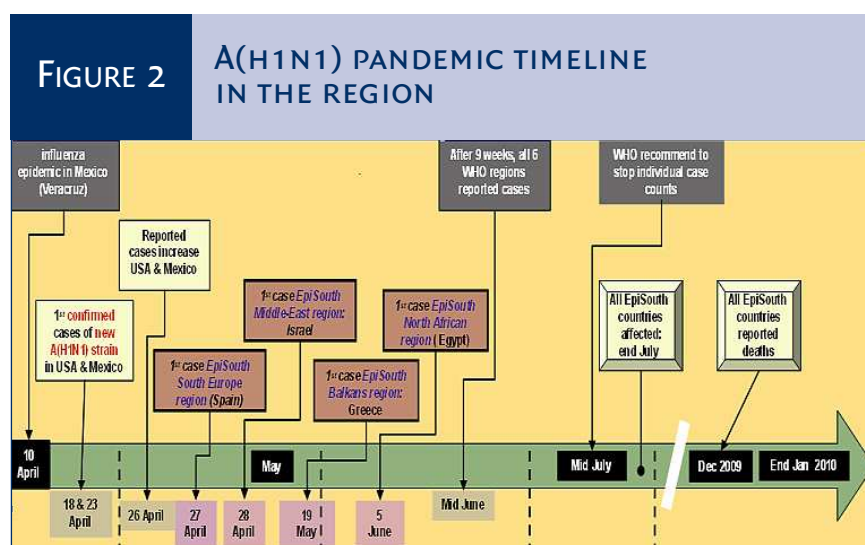 FIGURE 2
A(H1N1) PANDEMIC TIMELINE
IN THE REGION
influenza
epidemic in Mexico
(Veracruz)
After 9 weeks, all 6
WHO regions
reported cases
WHO recommend to
stop individual case
counts
Reported
cases increase
USA & Mexico
1st confirmed
cases of new
A(H1N1) strain
in USA & Mexico
1st case EpiSouth
South Europe
region (Spain)
1st case EpiSouth
Middle-East region:
Israel
1st case EpiSouth
Balkans region:
Greece
1st case EpiSouth
North African
region ( Egypt)
All EpiSouth
countries
affected:
end July
All EpiSouth
countries
reported
deaths
10
April
May
Mid July
Dec 2009
End Jan 2010
18 & 23
April
26 April
27
April
28
April
19
May
5
June
Mid June